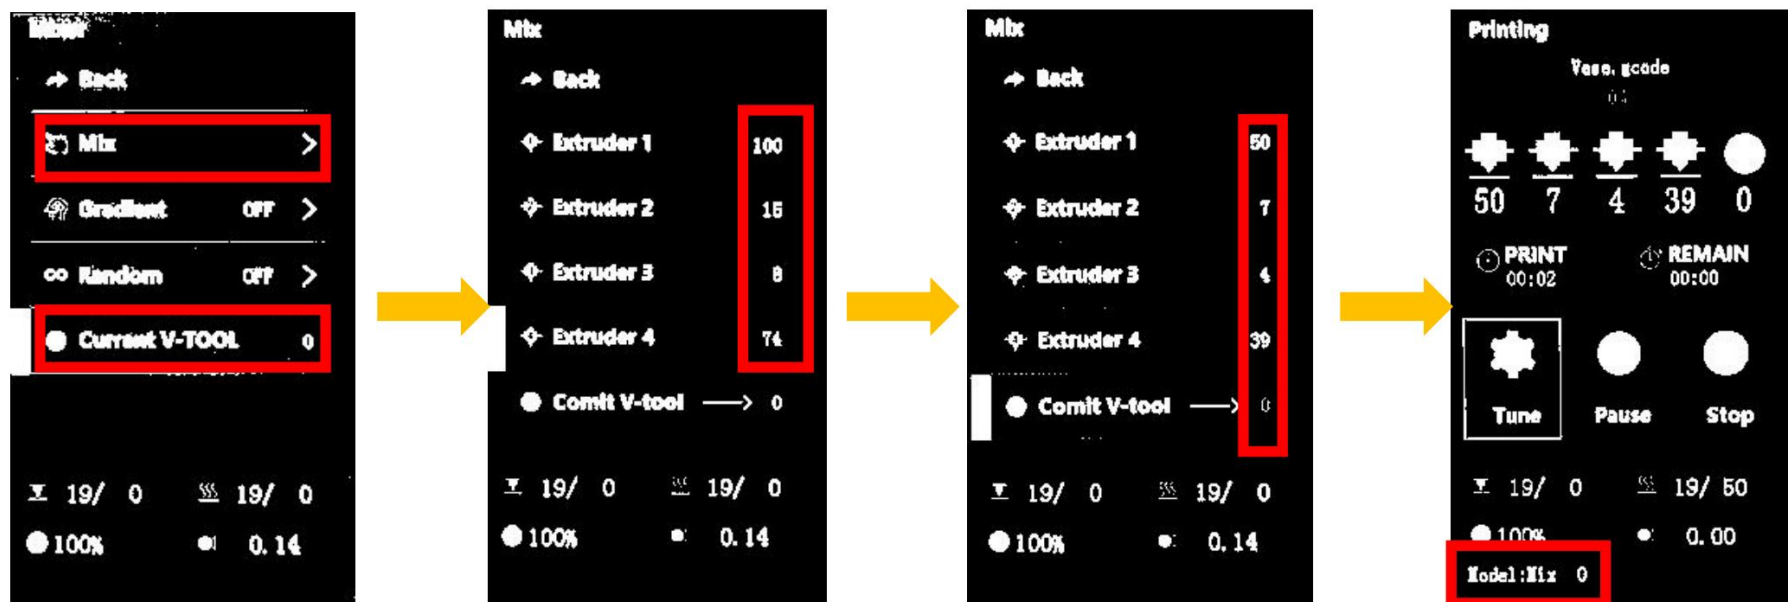 Mixer
Back
Mix
Gradient OFF
Random OFF
Current V-TOOL 0
19/ 0 19/ 0
100% 0.14
Mix
Back
Extruder 1 100
Extruder 2 15
Extruder 3 8
Extruder 4 74
Comit V-tool 0
19/ 0 19/ 0
100% 0.14
Mix
Back
Extruder 1 50
Extruder 2 7
Extruder 3 4
Extruder 4 39
Comit V-tool 0
19/ 0 19/ 0
100% 0.14
Printing
Vase.gcode
50 7 4 39 0
PRINT REMAIN
00:02 00:00
Tune Pause Stop
19/ 0 19/ 50
100% 0.00
Model:Mix 0